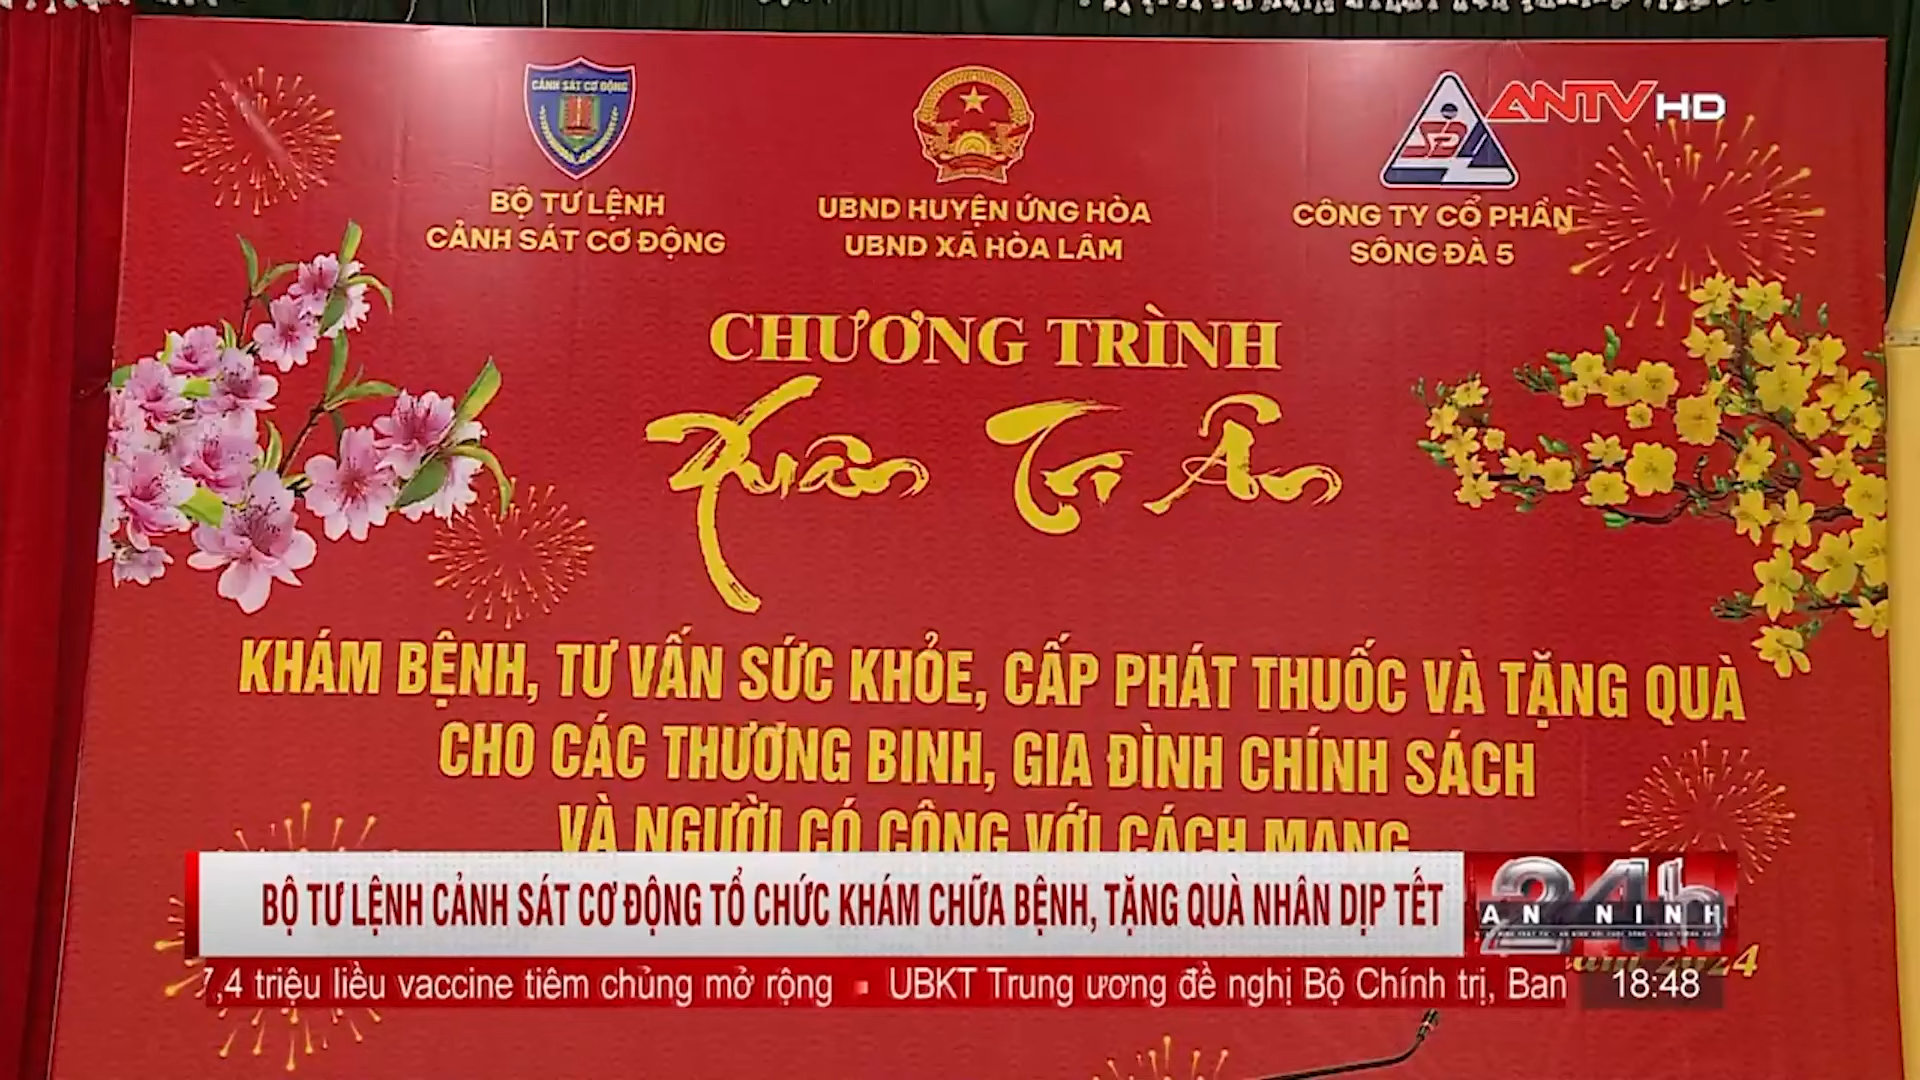 CẢNH SÁT CƠ ĐỘNG
ANTV HD
BỘ TƯ LỆNH
CẢNH SÁT CƠ ĐỘNG
UBND HUYỆN ỨNG HÒA
UBND XÃ HÒA LÂM
CÔNG TY CỔ PHẦN
SÔNG ĐÀ 5
CHƯƠNG TRÌNH
Xuân Tri Ân
KHÁM BỆNH, TƯ VẤN SỨC KHỎE, CẤP PHÁT THUỐC VÀ TẶNG QUÀ
CHO CÁC THƯƠNG BINH, GIA ĐÌNH CHÍNH SÁCH
VÀ NGƯỜI CÓ CÔNG VỚI CÁCH MẠNG
BỘ TƯ LỆNH CẢNH SÁT CƠ ĐỘNG TỔ CHỨC KHÁM CHỮA BỆNH, TẶNG QUÀ NHÂN DỊP TẾT
24h
AN NINH
2024
7,4 triệu liều vaccine tiêm chủng mở rộng ▪ UBKT Trung ương đề nghị Bộ Chính trị, Ban
18:48